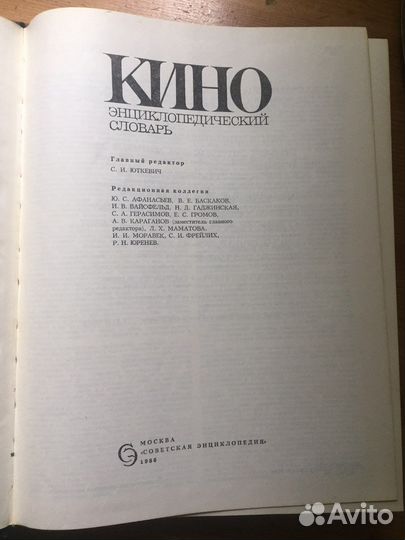 КИНО
ЭНЦИКЛОПЕДИЧЕСКИЙ
СЛОВАРЬ
Главный редактор
С. И. ЮТКЕВИЧ
Редакционная коллегия
Ю. С. АФАНАСЬЕВ, В. Е. БАСКАКОВ,
И. В. ВАЙСФЕЛЬД, Н. Л. ГАДЖИНСКАЯ,
С. А. ГЕРАСИМОВ, Е. С. ГРОМОВ,
А. В. КАРАГАНОВ (заместитель главного
редактора), Л. Х. МАМАТОВА,
И. И. МОРАВЕК, С. И. ФРЕЙЛИХ,
Р. Н. ЮРЕНЕВ.
МОСКВА
«СОВЕТСКАЯ ЭНЦИКЛОПЕДИЯ»
1986
Avito